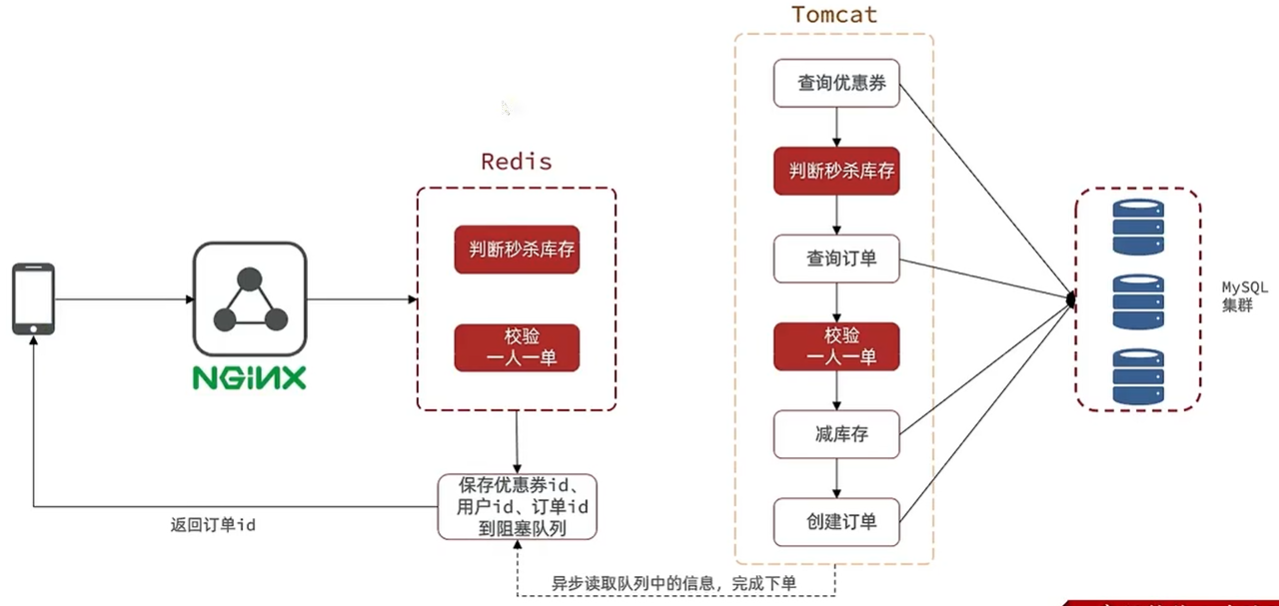 Tomcat
查询优惠券
判断秒杀库存
查询订单
校验
一人一单
减库存
创建订单
Redis
判断秒杀库存
校验
一人一单
NGINX
保存优惠券id、
用户id、订单id
到阻塞队列
返回订单id
异步读取队列中的信息，完成下单
MySQL
集群